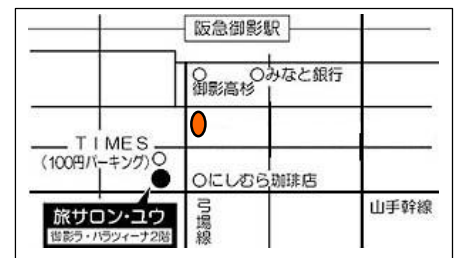 阪急御影駅
みなと銀行
御影高杉
TIMES
(100円パーキング)
にしむら珈琲店
旅サロン・ユウ
御影ラ・パラツィーナ2階
弓場線
山手幹線